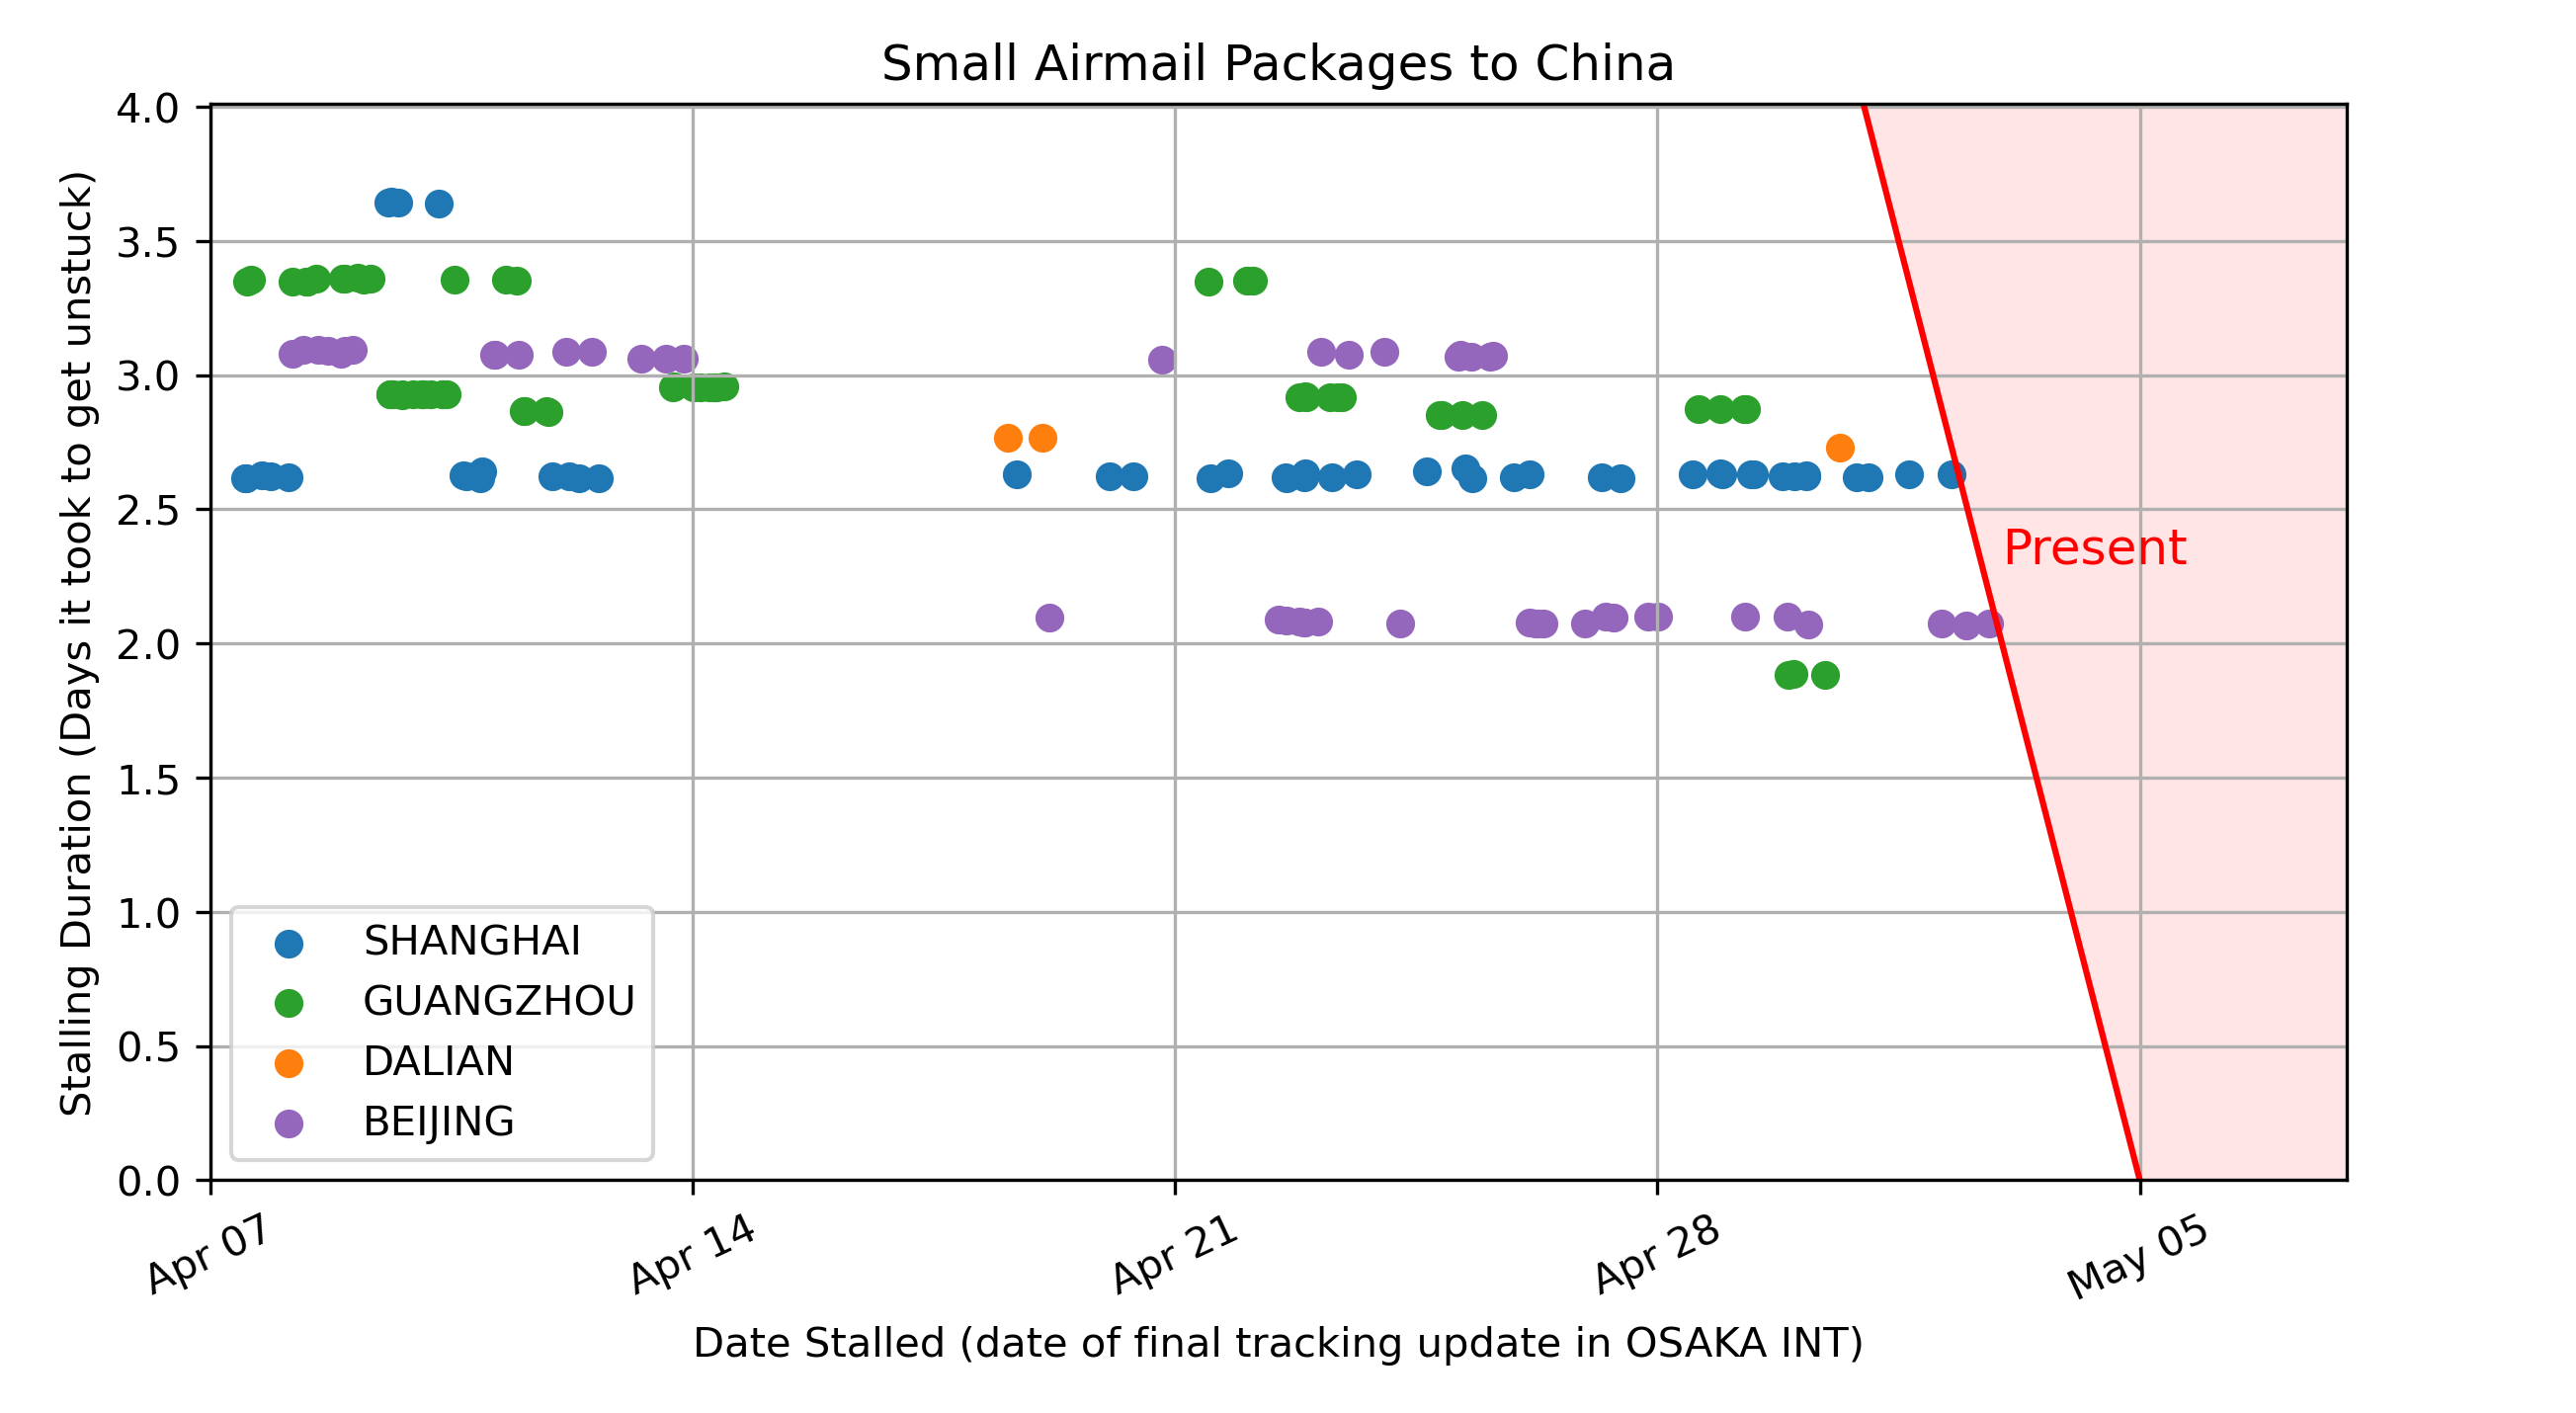 Small Airmail Packages to China
Stalling Duration (Days it took to get unstuck)
4.0
3.5
3.0
2.5
2.0
1.5
1.0
0.5
0.0
Present
SHANGHAI
GUANGZHOU
DALIAN
BEIJING
Apr 07
Apr 14
Apr 21
Apr 28
May 05
Date Stalled (date of final tracking update in OSAKA INT)